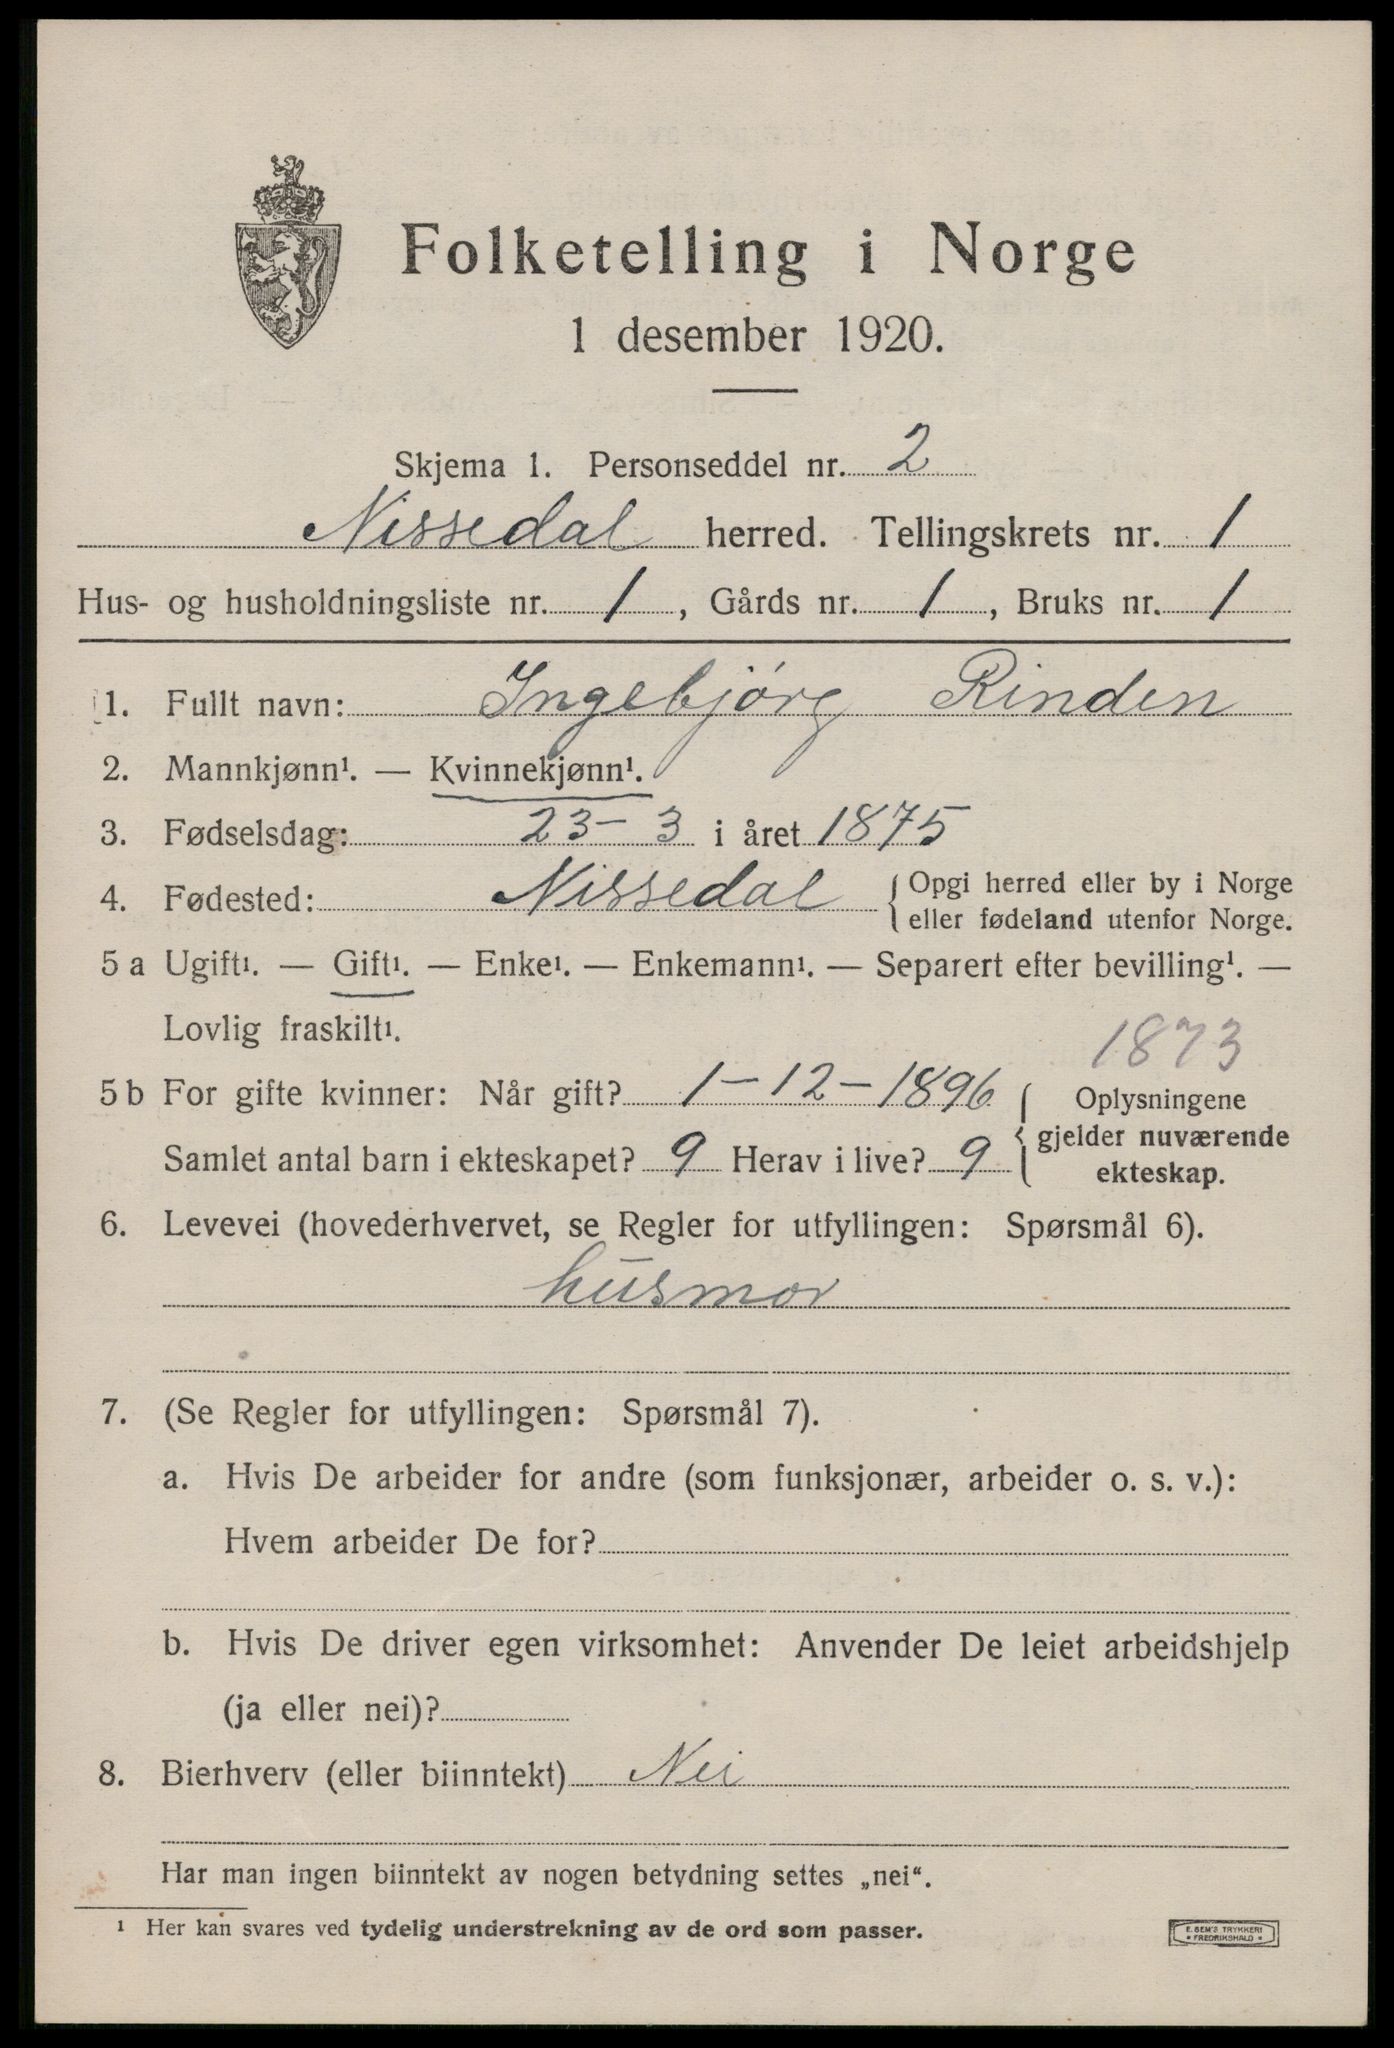 Folketelling i Norge
1 desember 1920.
Skjema 1. Personseddel nr. 2
Nissedal herred. Tellingskrets nr. 1
Hus- og husholdningsliste nr. 1, Gårds nr. 1, Bruks nr. 1
1. Fullt navn: Ingebjørg Rinden
2. Mannkjønn¹. — Kvinnekjønn¹.
3. Fødselsdag: 23 – 3 i året 1875
4. Fødested: Nissedal { Opgi herred eller by i Norge
eller fødeland utenfor Norge.
5 a Ugift¹. — Gift¹. — Enke¹. — Enkemann¹. — Separert efter bevilling¹. —
Lovlig fraskilt¹.
1873
5 b For gifte kvinner: Når gift? 1 – 12 – 1896 { Oplysningene
gjelder nuværende
Samlet antal barn i ekteskapet? 9 Herav i live? 9
ekteskap.
6. Levevei (hovederhvervet, se Regler for utfyllingen: Spørsmål 6).
husmor
7. (Se Regler for utfyllingen: Spørsmål 7).
a. Hvis De arbeider for andre (som funksjonær, arbeider o. s. v.):
Hvem arbeider De for?
b. Hvis De driver egen virksomhet: Anvender De leiet arbeidshjelp
(ja eller nei)?
8. Bierhverv (eller biinntekt) Nei
Har man ingen biinntekt av nogen betydning settes „nei“.
¹ Her kan svares ved tydelig understrekning av de ord som passer.
E. SEM'S TRYKKERI
* FREDRIKSHALD *